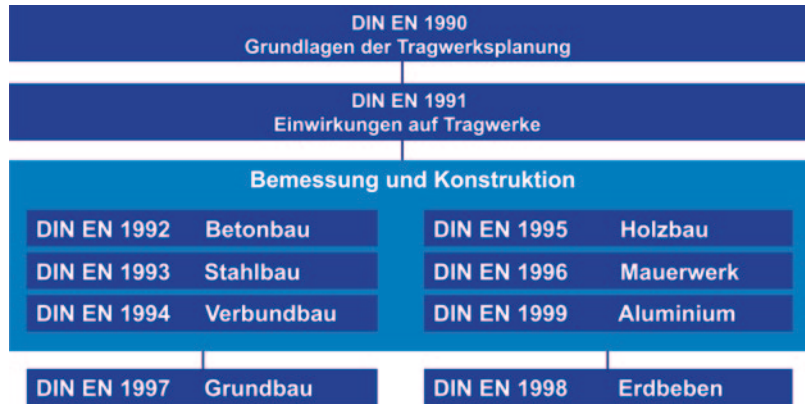 DIN EN 1990
Grundlagen der Tragwerksplanung
DIN EN 1991
Einwirkungen auf Tragwerke
Bemessung und Konstruktion
DIN EN 1992 Betonbau
DIN EN 1995 Holzbau
DIN EN 1993 Stahlbau
DIN EN 1996 Mauerwerk
DIN EN 1994 Verbundbau
DIN EN 1999 Aluminium
DIN EN 1997 Grundbau
DIN EN 1998 Erdbeben